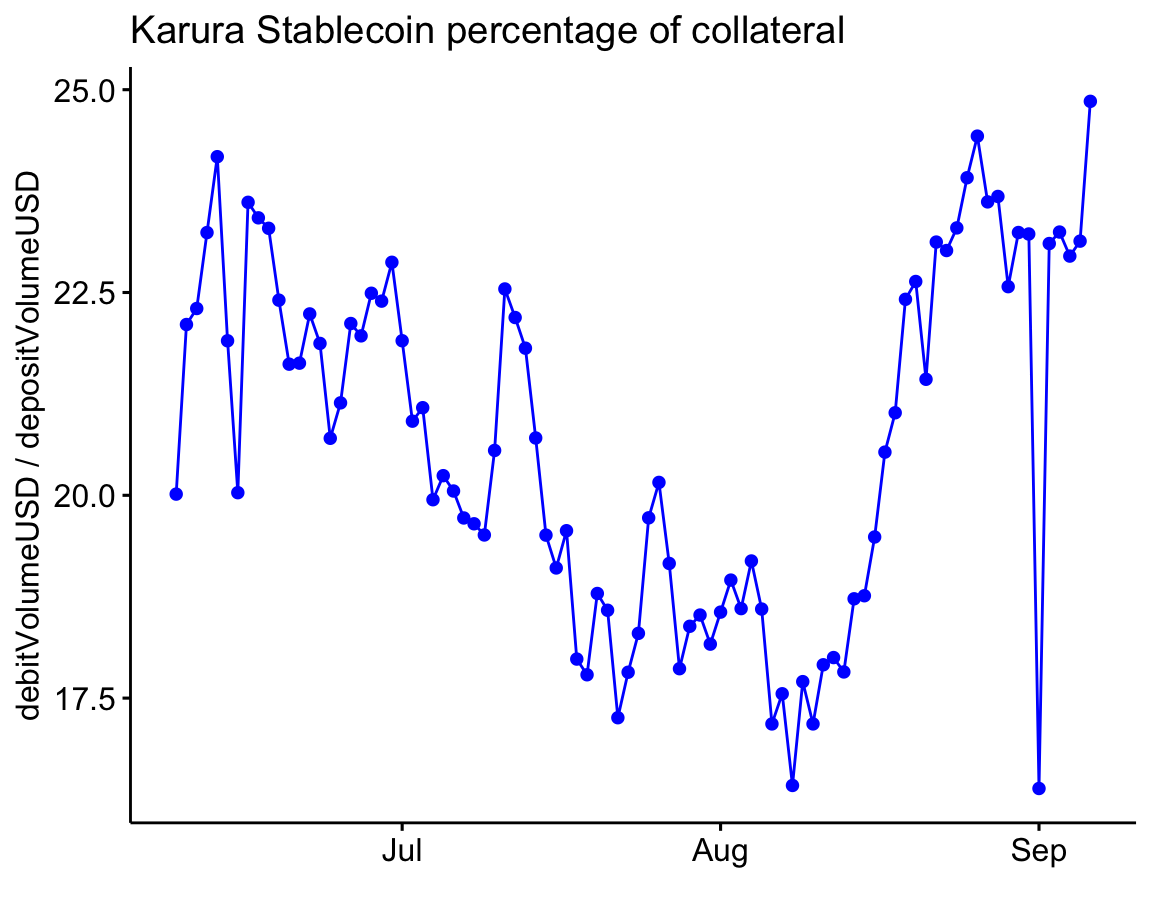 Karura Stablecoin percentage of collateral
debitVolumeUSD / depositVolumeUSD
25.0
22.5
20.0
17.5
Jul
Aug
Sep